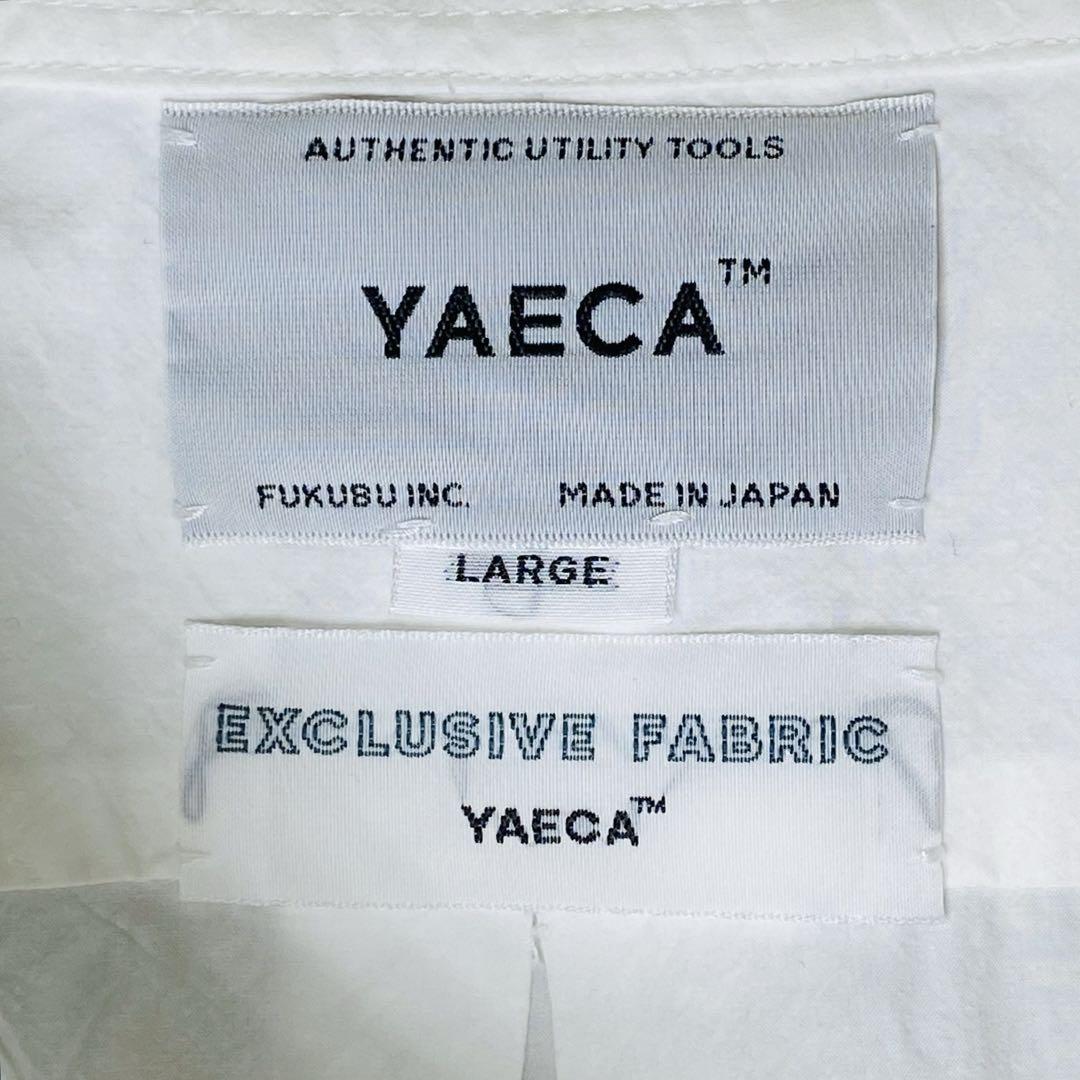 AUTHENTIC UTILITY TOOLS
YAECA™
FUKUBU INC. MADE IN JAPAN
LARGE
EXCLUSIVE FABRIC
YAECA™